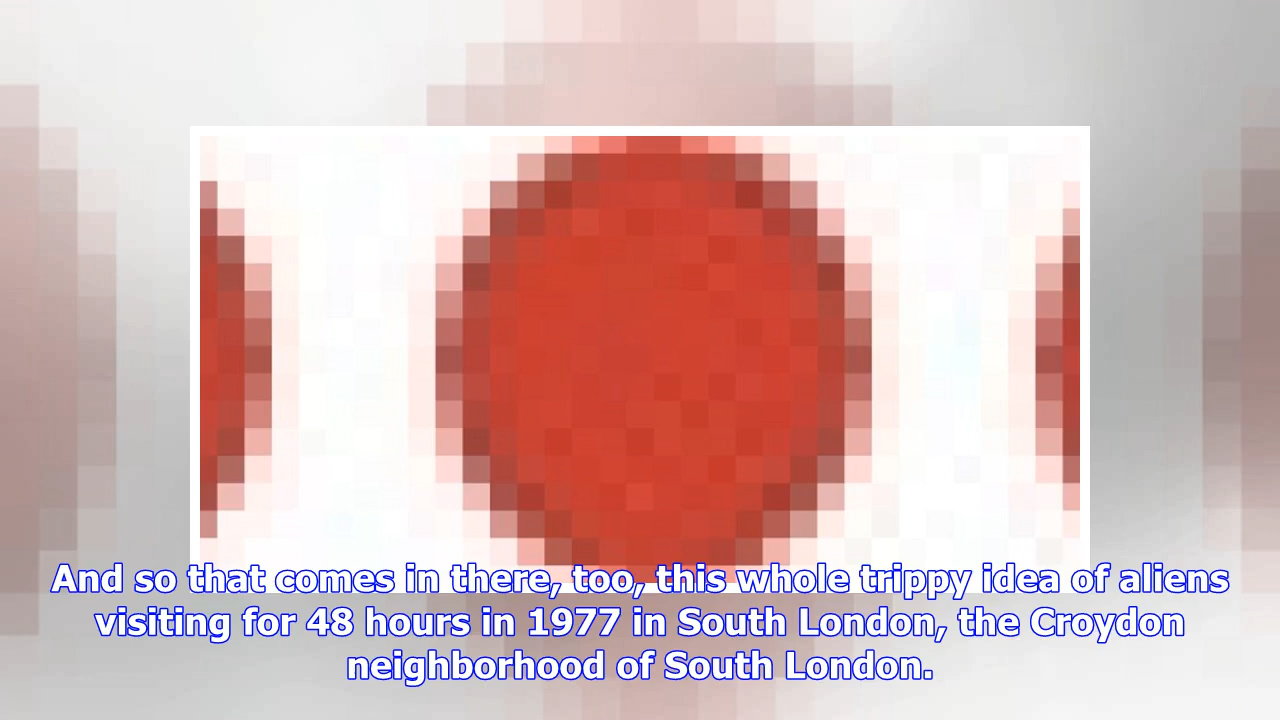 And so that comes in there, too, this whole trippy idea of aliens
visiting for 48 hours in 1977 in South London, the Croydon
neighborhood of South London.